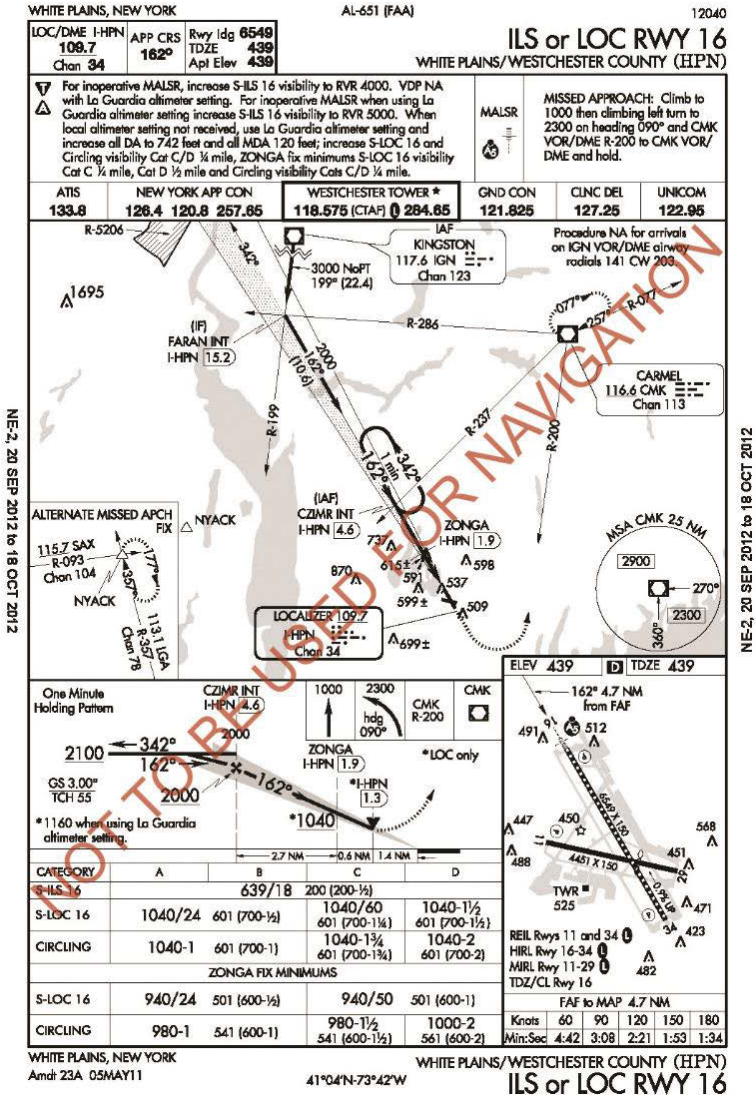 WHITE PLAINS, NEW YORK
AL-651 (FAA)
12040
LOC/DME I-HPN
109.7
Chan 34
APP CRS
162°
Rwy ldg 6549
TDZE 439
Apt Elev 439
ILS or LOC RWY 16
WHITE PLAINS/WESTCHESTER COUNTY (HPN)
T
A
For inoperative MALSR, increase S-ILS 16 visibility to RVR 4000. VDP NA
with La Guardia altimeter setting. For inoperative MALSR when using La
Guardia altimeter setting increase S-ILS 16 visibility to RVR 5000. When
local altimeter setting not received, use La Guardia altimeter setting and
increase all DA to 742 feet and all MDA 120 feet; increase S-LOC 16 and
Circling visibility Cat C/D ¼ mile, ZONGA fix minimums S-LOC 16 visibility
Cat C ¼ mile, Cat D ½ mile and Circling visibility Cats C/D ¼ mile.
MALSR
A5
MISSED APPROACH: Climb to
1000 then climbing left turn to
2300 on heading 090° and CMK
VOR/DME R-200 to CMK VOR/
DME and hold.
ATIS
133.8
NEW YORK APP CON
126.4 120.8 257.65
WESTCHESTER TOWER ★
118.575 (CTAF) L 284.65
GND CON
121.825
CLNC DEL
127.25
UNICOM
122.95
R-5206
342°
3000 NoPT
199° (22.4)
IAF
KINGSTON
117.6 IGN
Chan 123
Procedure NA for arrivals
on IGN VOR/DME airway
radials 141 CW 203.
1695
(IF)
FARAN INT
I-HPN 15.2
R-286
077°
257°
R-077
2000
162°
(10.6)
CARMEL
116.6 CMK
Chan 113
R-199
R-237
R-200
1 min
162°
342°
(IAF)
CZIMR INT
I-HPN 4.6
ZONGA
I-HPN 1.9
737
615±
591
598
870
537
599±
509
699±
LOCALIZER 109.7
I-HPN
Chan 34
ALTERNATE MISSED APCH
FIX
NYACK
115.7 SAX
R-093
Chan 104
177°
357°
NYACK
113.1 LGA
R-357
Chan 78
MSA CMK 25 NM
2900
270°
2300
360°
NOT TO BE USED FOR NAVIGATION
NE-2, 20 SEP 2012 to 18 OCT 2012
NE-2, 20 SEP 2012 to 18 OCT 2012
One Minute
Holding Pattern
CZIMR INT
I-HPN 4.6
2000
1000
2300
hdg
090°
CMK
R-200
CMK
342°
2100
162°
GS 3.00°
TCH 55
2000
162°
ZONGA
I-HPN 1.9
*LOC only
*I-HPN
1.3
*1040
*1160 when using La Guardia
altimeter setting.
2.7 NM
0.6 NM
1.4 NM
ELEV 439
D
TDZE 439
162° 4.7 NM
from FAF
16
A5
491
512
6549 X 150
447
450
568
488
4451 X 150
451
11
29
0.9% UP
TWR
525
471
423
34
482
REIL Rwys 11 and 34 L
HIRL Rwy 16-34 L
MIRL Rwy 11-29 L
TDZ/CL Rwy 16
FAF to MAP 4.7 NM
Knots 60 90 120 150 180
Min:Sec 4:42 3:08 2:21 1:53 1:34
CATEGORY A B C D
S-ILS 16 639/18 200 (200-½)
S-LOC 16 1040/24 601 (700-½) 1040/60 601 (700-1¼) 1040-1½ 601 (700-1½)
CIRCLING 1040-1 601 (700-1) 1040-1¾ 601 (700-1¾) 1040-2 601 (700-2)
ZONGA FIX MINIMUMS
S-LOC 16 940/24 501 (600-½) 940/50 501 (600-1)
CIRCLING 980-1 541 (600-1) 980-1½ 541 (600-1½) 1000-2 561 (600-2)
WHITE PLAINS, NEW YORK
Amdt 23A 05MAY11
41°04'N-73°42'W
WHITE PLAINS/WESTCHESTER COUNTY (HPN)
ILS or LOC RWY 16